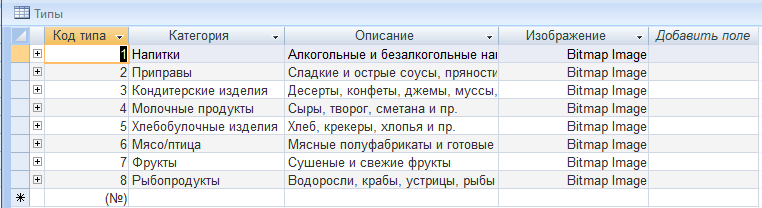 Типы
Код типа Категория Описание Изображение Добавить поле
1 Напитки Алкогольные и безалкогольные на Bitmap Image
2 Приправы Сладкие и острые соусы, пряности Bitmap Image
3 Кондитерские изделия Десерты, конфеты, джемы, муссы, Bitmap Image
4 Молочные продукты Сыры, творог, сметана и пр. Bitmap Image
5 Хлебобулочные изделия Хлеб, крекеры, хлопья и пр. Bitmap Image
6 Мясо/птица Мясные полуфабрикаты и готовые Bitmap Image
7 Фрукты Сушеные и свежие фрукты Bitmap Image
8 Рыбопродукты Водоросли, крабы, устрицы, рыбы Bitmap Image
(№)